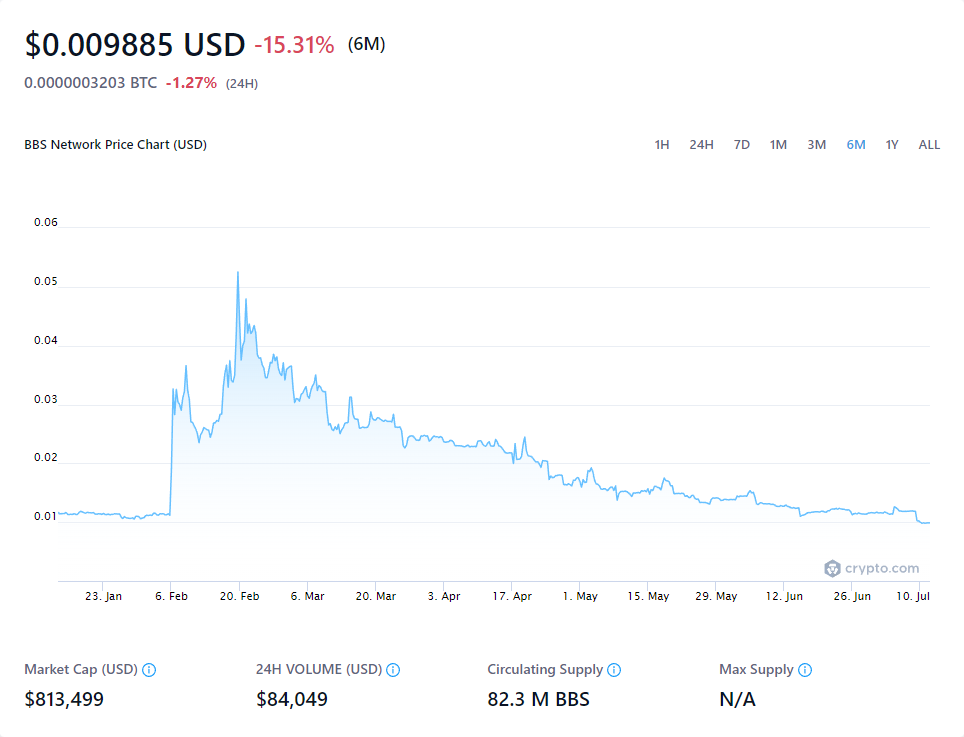 $0.009885 USD -15.31% (6M)
0.0000003203 BTC -1.27% (24H)
BBS Network Price Chart (USD) 1H 24H 7D 1M 3M 6M 1Y ALL
0.06
0.05
0.04
0.03
0.02
0.01
crypto.com
23. Jan 6. Feb 20. Feb 6. Mar 20. Mar 3. Apr 17. Apr 1. May 15. May 29. May 12. Jun 26. Jun 10. Jul
Market Cap (USD) 24H VOLUME (USD) Circulating Supply Max Supply
$813,499 $84,049 82.3 M BBS N/A